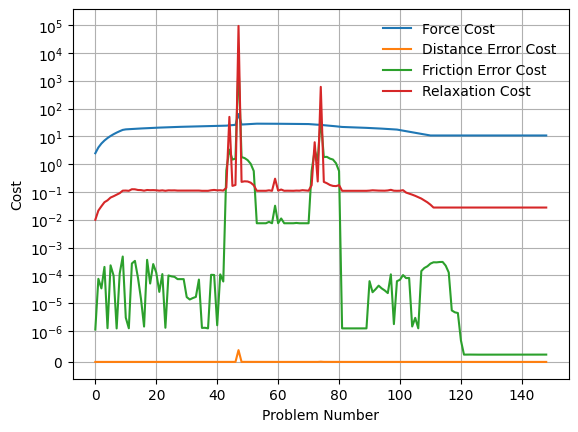 Force Cost
Distance Error Cost
Friction Error Cost
Relaxation Cost
10^5
10^4
10^3
10^2
10^1
10^0
10^-1
10^-2
10^-3
10^-4
10^-5
10^-6
0
Cost
0 20 40 60 80 100 120 140
Problem Number